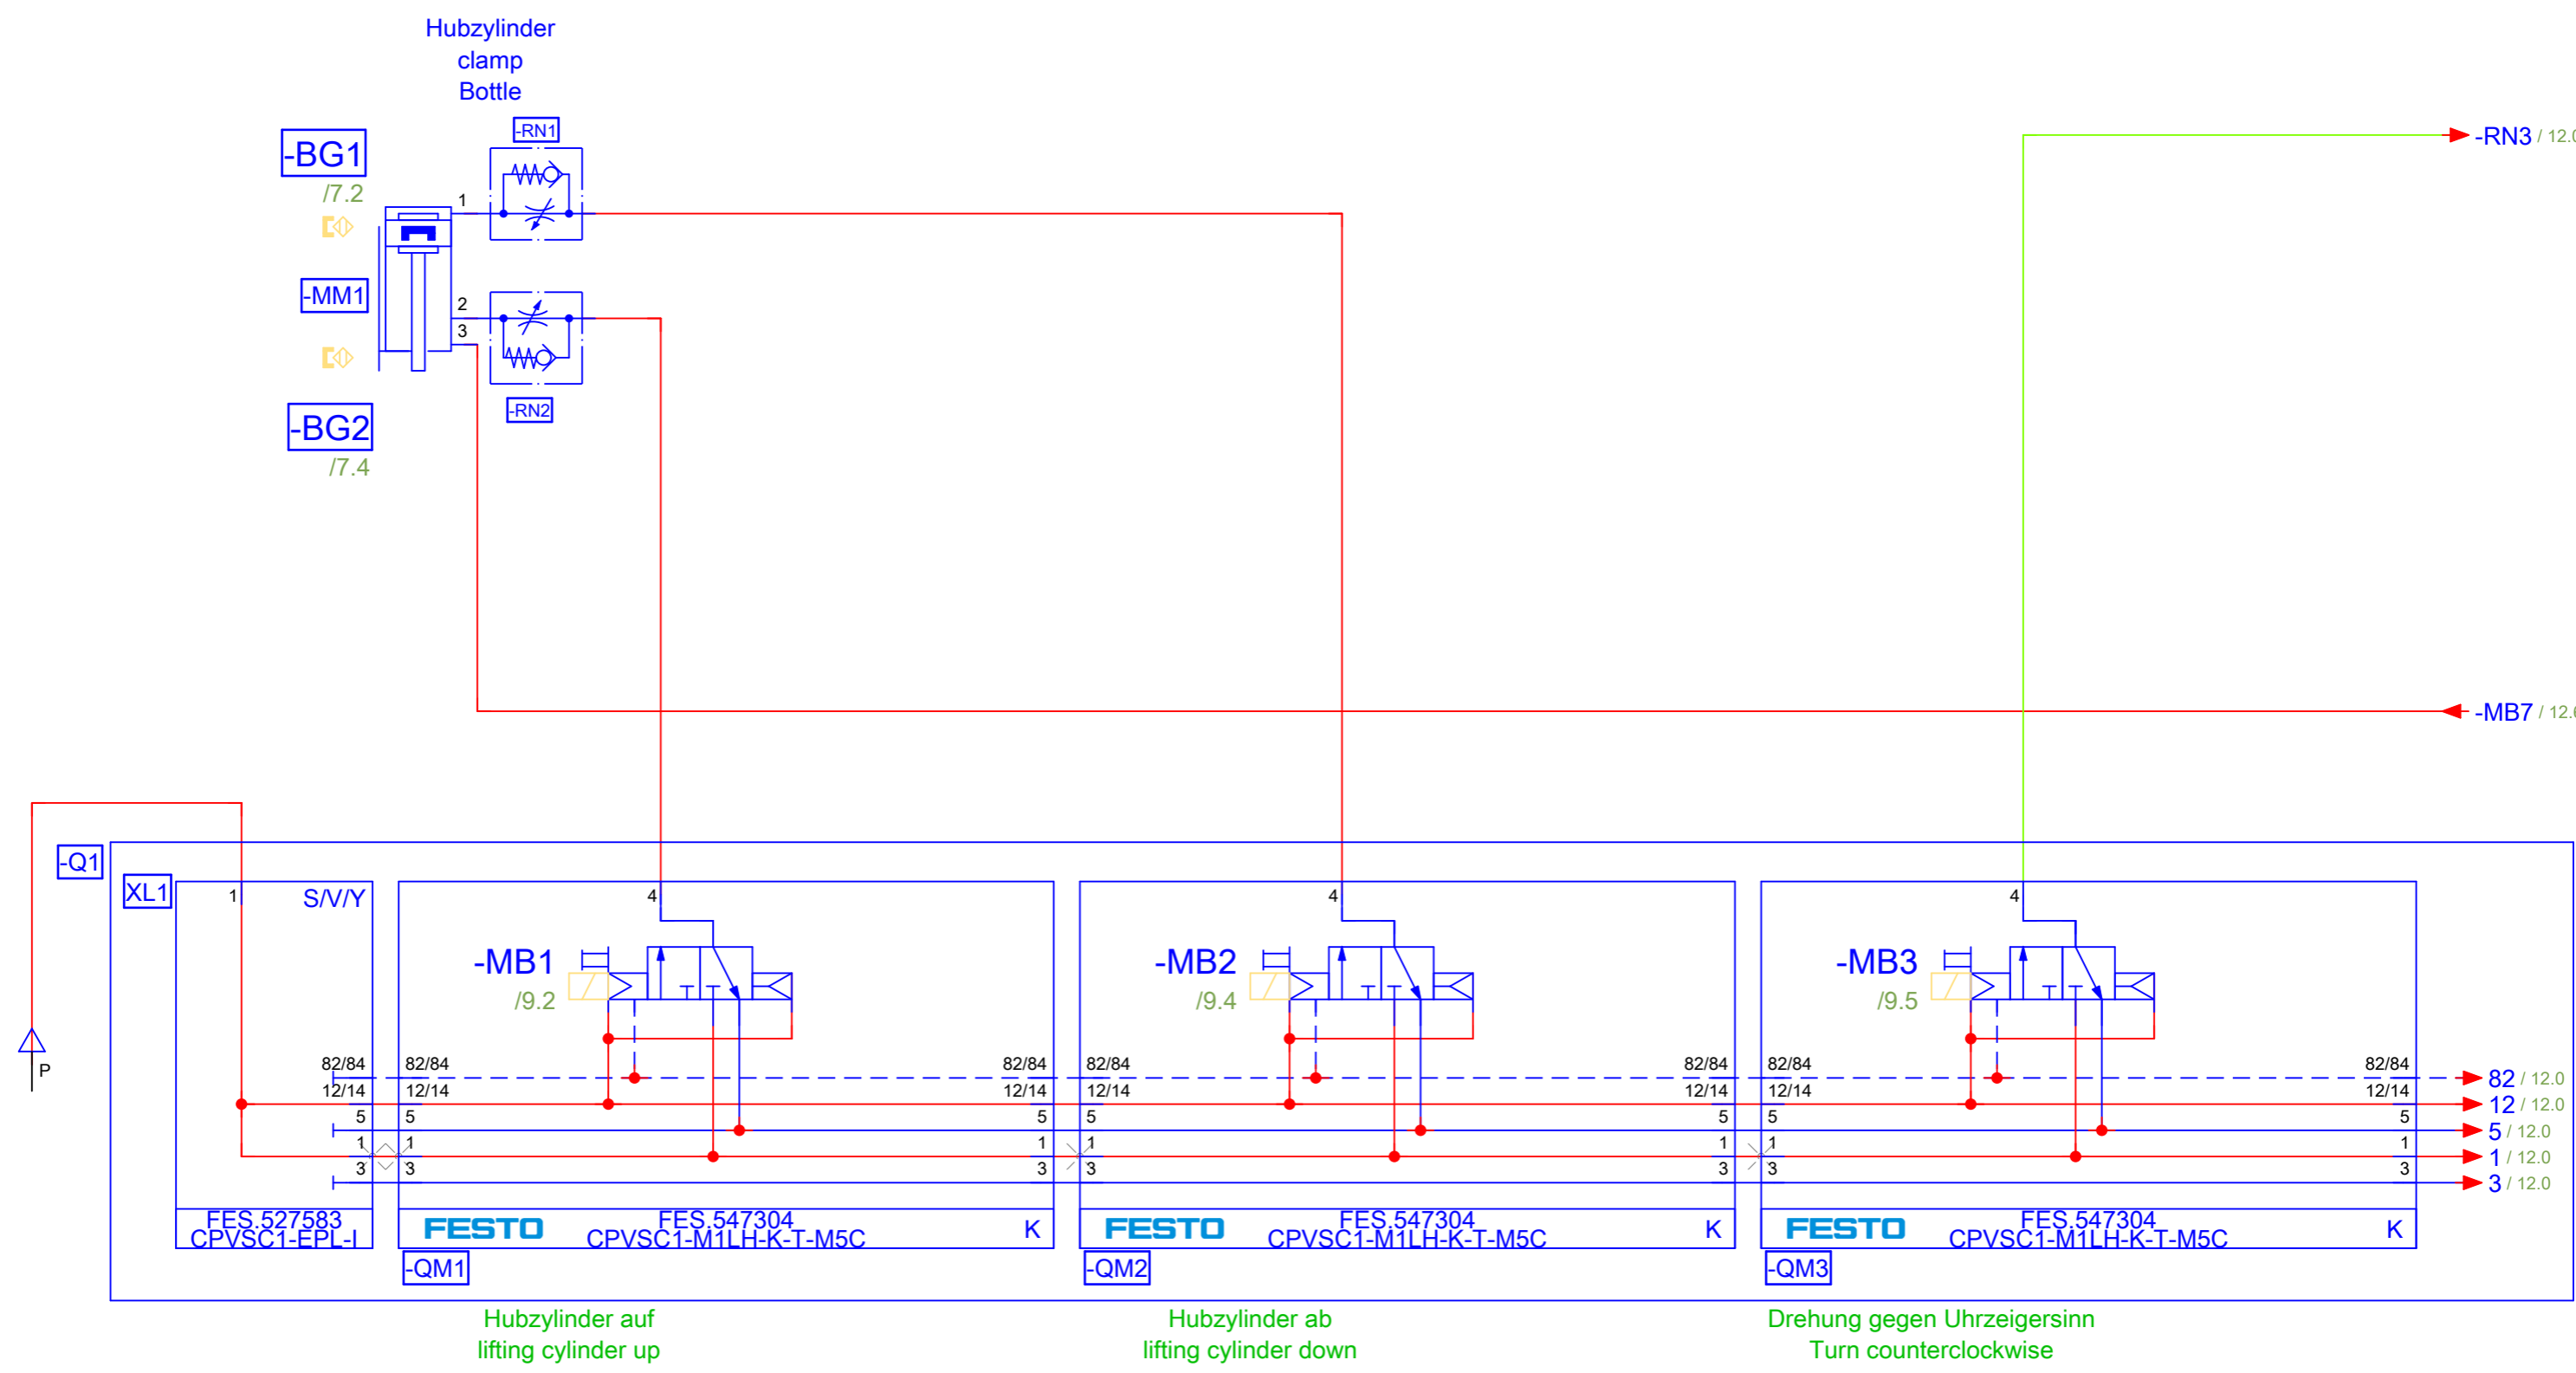 Hubzylinder
clamp
Bottle
-BG1
/7.2
-RN1
1
-MM1
2
3
-RN2
-BG2
/7.4
-RN3 / 12.0
-MB7 / 12.6
P
-Q1
XL1
1
S/V/Y
82/84
12/14
5
1
3
FES.527583
CPVSC1-EPL-I
4
-MB1
/9.2
82/84
12/14
5
1
3
82/84
12/14
5
1
3
FESTO
FES.547304
CPVSC1-M1LH-K-T-M5C
K
-QM1
Hubzylinder auf
lifting cylinder up
4
-MB2
/9.4
82/84
12/14
5
1
3
82/84
12/14
5
1
3
FESTO
FES.547304
CPVSC1-M1LH-K-T-M5C
K
-QM2
Hubzylinder ab
lifting cylinder down
4
-MB3
/9.5
82/84
12/14
5
1
3
82/84
12/14
5
1
3
FESTO
FES.547304
CPVSC1-M1LH-K-T-M5C
K
-QM3
Drehung gegen Uhrzeigersinn
Turn counterclockwise
82 / 12.0
12 / 12.0
5 / 12.0
1 / 12.0
3 / 12.0